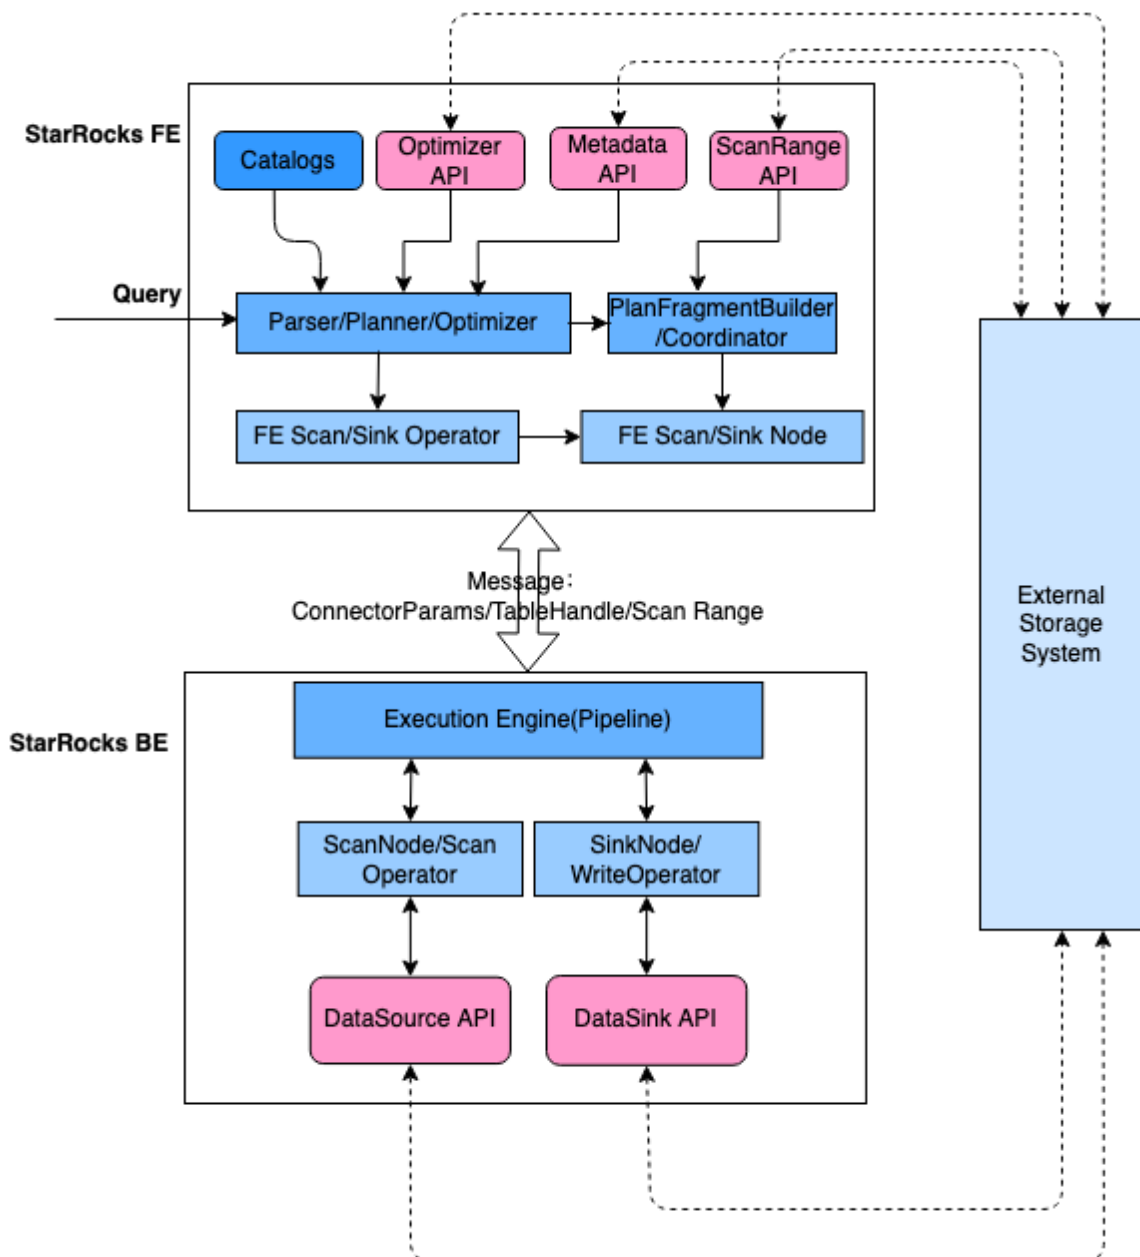 StarRocks FE
Catalogs
Optimizer
API
Metadata
API
ScanRange
API
Query
Parser/Planner/Optimizer
PlanFragmentBuilder
/Coordinator
FE Scan/Sink Operator
FE Scan/Sink Node
Message：
ConnectorParams/TableHandle/Scan Range
External
Storage
System
StarRocks BE
Execution Engine(Pipeline)
ScanNode/Scan
Operator
SinkNode/
WriteOperator
DataSource API
DataSink API